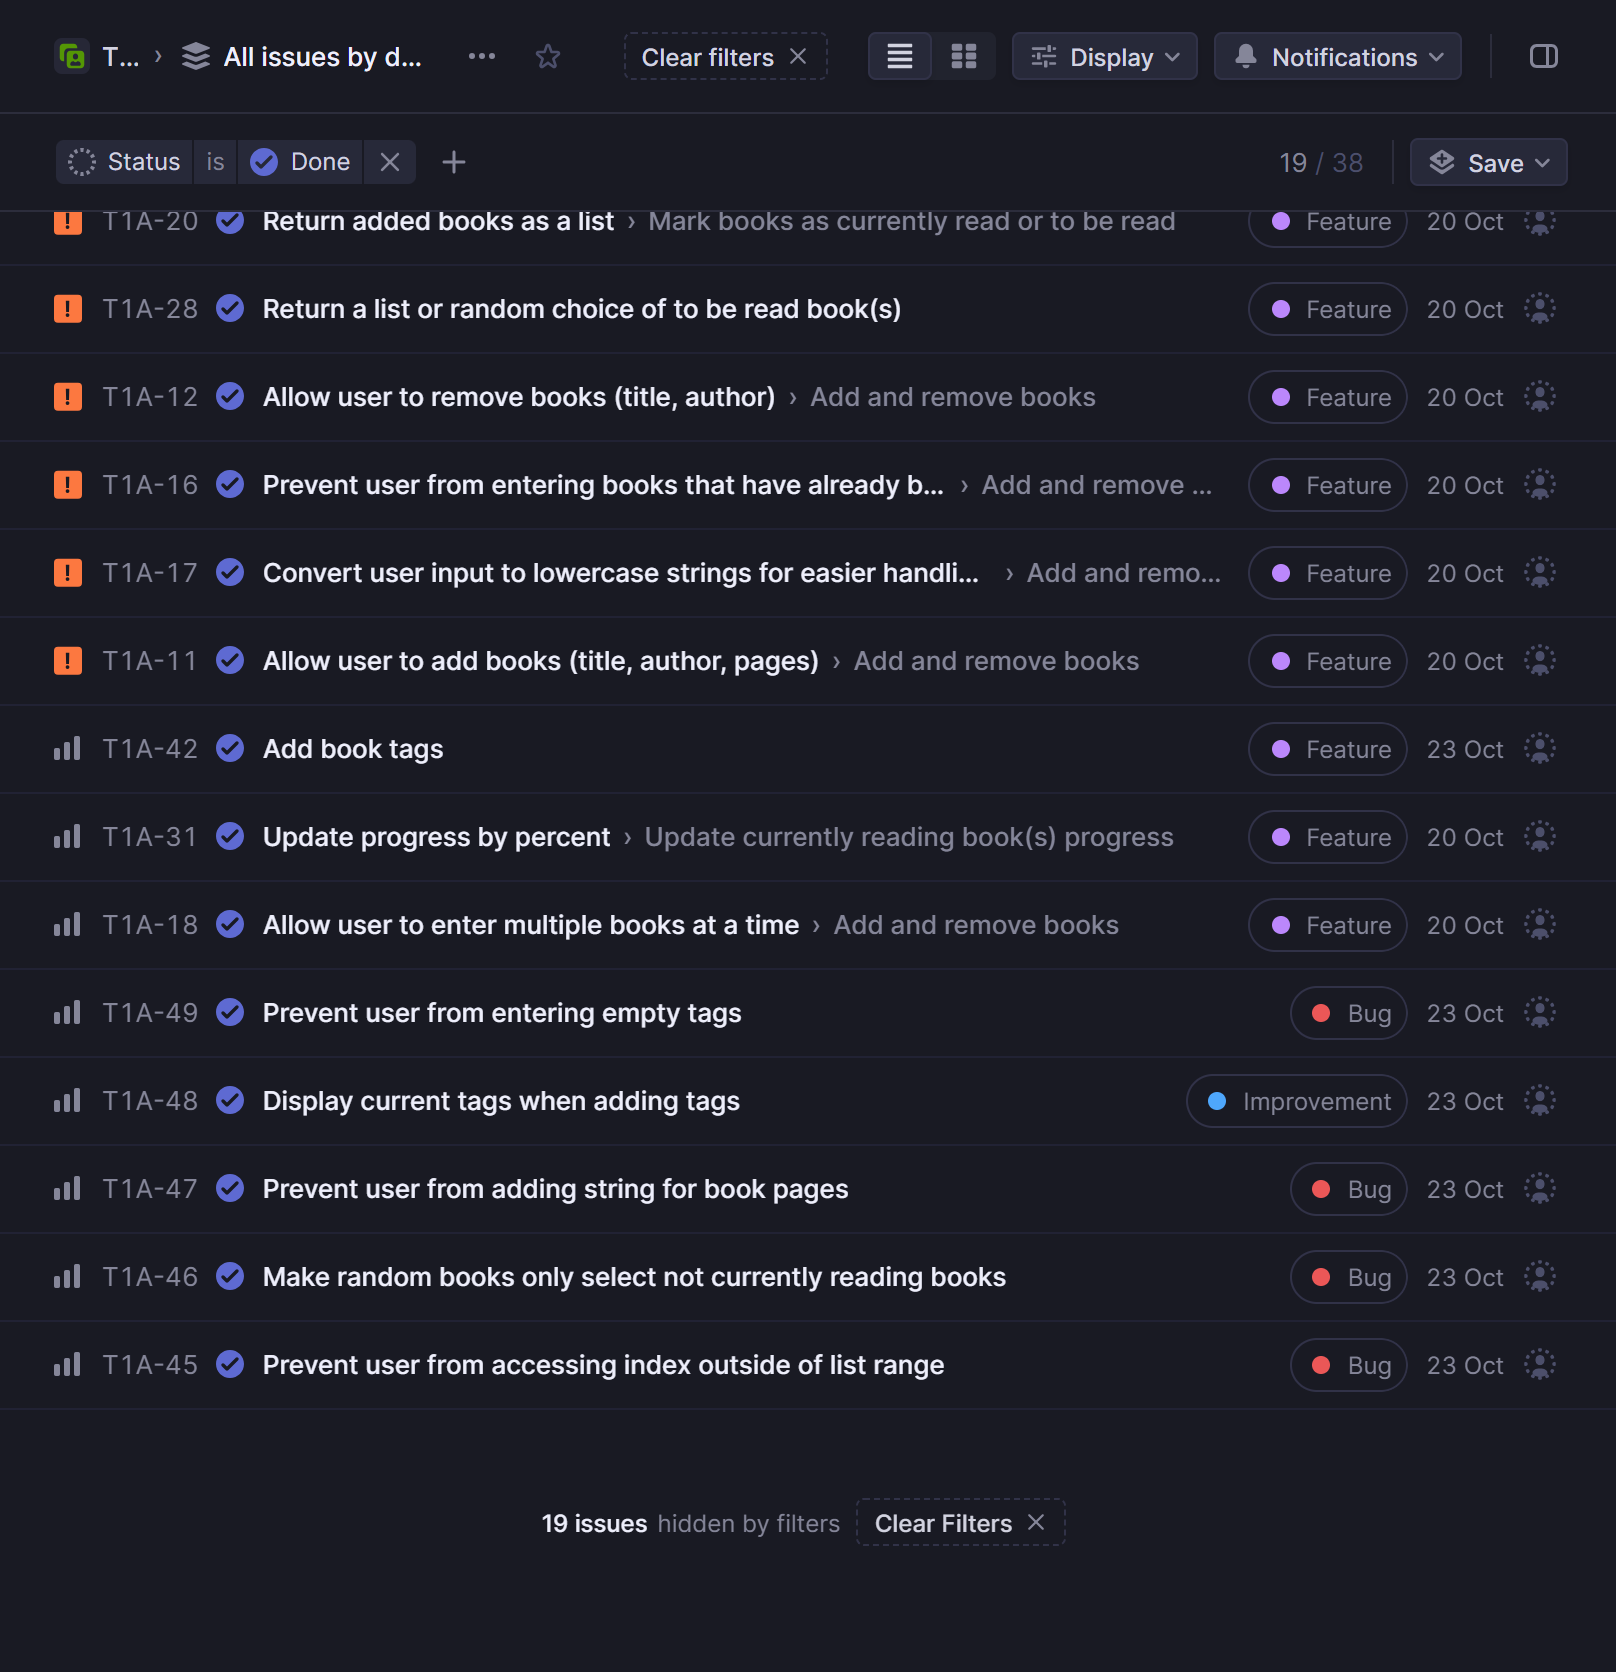 T... › All issues by d... Clear filters Display Notifications
Status is Done 19 / 38 Save
T1A-20 Return added books as a list › Mark books as currently read or to be read Feature 20 Oct
T1A-28 Return a list or random choice of to be read book(s) Feature 20 Oct
T1A-12 Allow user to remove books (title, author) › Add and remove books Feature 20 Oct
T1A-16 Prevent user from entering books that have already b... › Add and remove ... Feature 20 Oct
T1A-17 Convert user input to lowercase strings for easier handli... › Add and remo... Feature 20 Oct
T1A-11 Allow user to add books (title, author, pages) › Add and remove books Feature 20 Oct
T1A-42 Add book tags Feature 23 Oct
T1A-31 Update progress by percent › Update currently reading book(s) progress Feature 20 Oct
T1A-18 Allow user to enter multiple books at a time › Add and remove books Feature 20 Oct
T1A-49 Prevent user from entering empty tags Bug 23 Oct
T1A-48 Display current tags when adding tags Improvement 23 Oct
T1A-47 Prevent user from adding string for book pages Bug 23 Oct
T1A-46 Make random books only select not currently reading books Bug 23 Oct
T1A-45 Prevent user from accessing index outside of list range Bug 23 Oct
19 issues hidden by filters Clear Filters